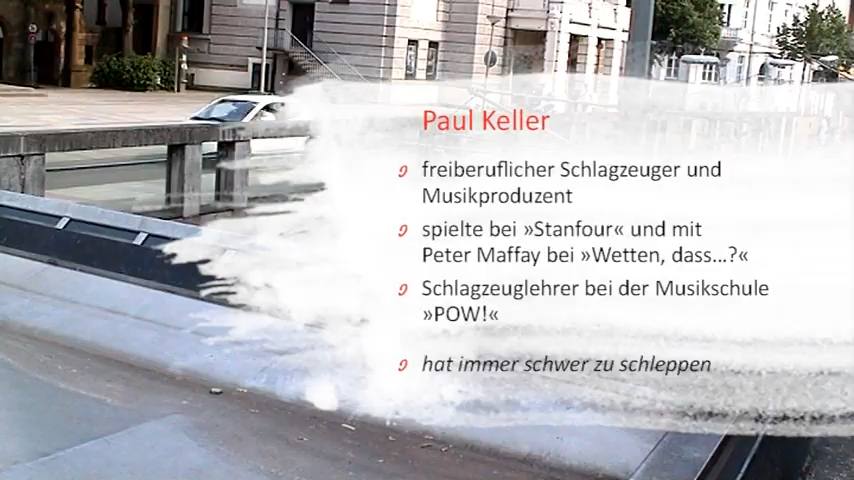 Paul Keller
freiberuflicher Schlagzeuger und
Musikproduzent
spielte bei »Stanfour« und mit
Peter Maffay bei »Wetten, dass...?«
Schlagzeuglehrer bei der Musikschule
»POW!«
hat immer schwer zu schleppen